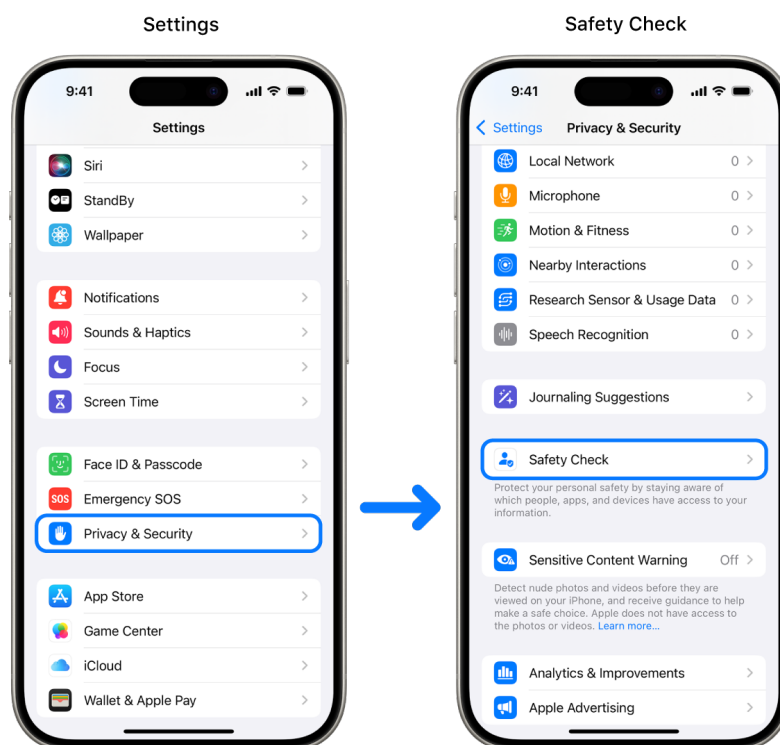 Settings
Safety Check
9:41
Settings
Siri
StandBy
Wallpaper
Notifications
Sounds & Haptics
Focus
Screen Time
Face ID & Passcode
SOS Emergency SOS
Privacy & Security
App Store
Game Center
iCloud
Wallet & Apple Pay
9:41
Settings Privacy & Security
Local Network 0
Microphone 0
Motion & Fitness 0
Nearby Interactions 0
Research Sensor & Usage Data 0
Speech Recognition 0
Journaling Suggestions
Safety Check
Protect your personal safety by staying aware of
which people, apps, and devices have access to your
information.
Sensitive Content Warning Off
Detect nude photos and videos before they are
viewed on your iPhone, and receive guidance to help
make a safe choice. Apple does not have access to
the photos or videos. Learn more...
Analytics & Improvements
Apple Advertising